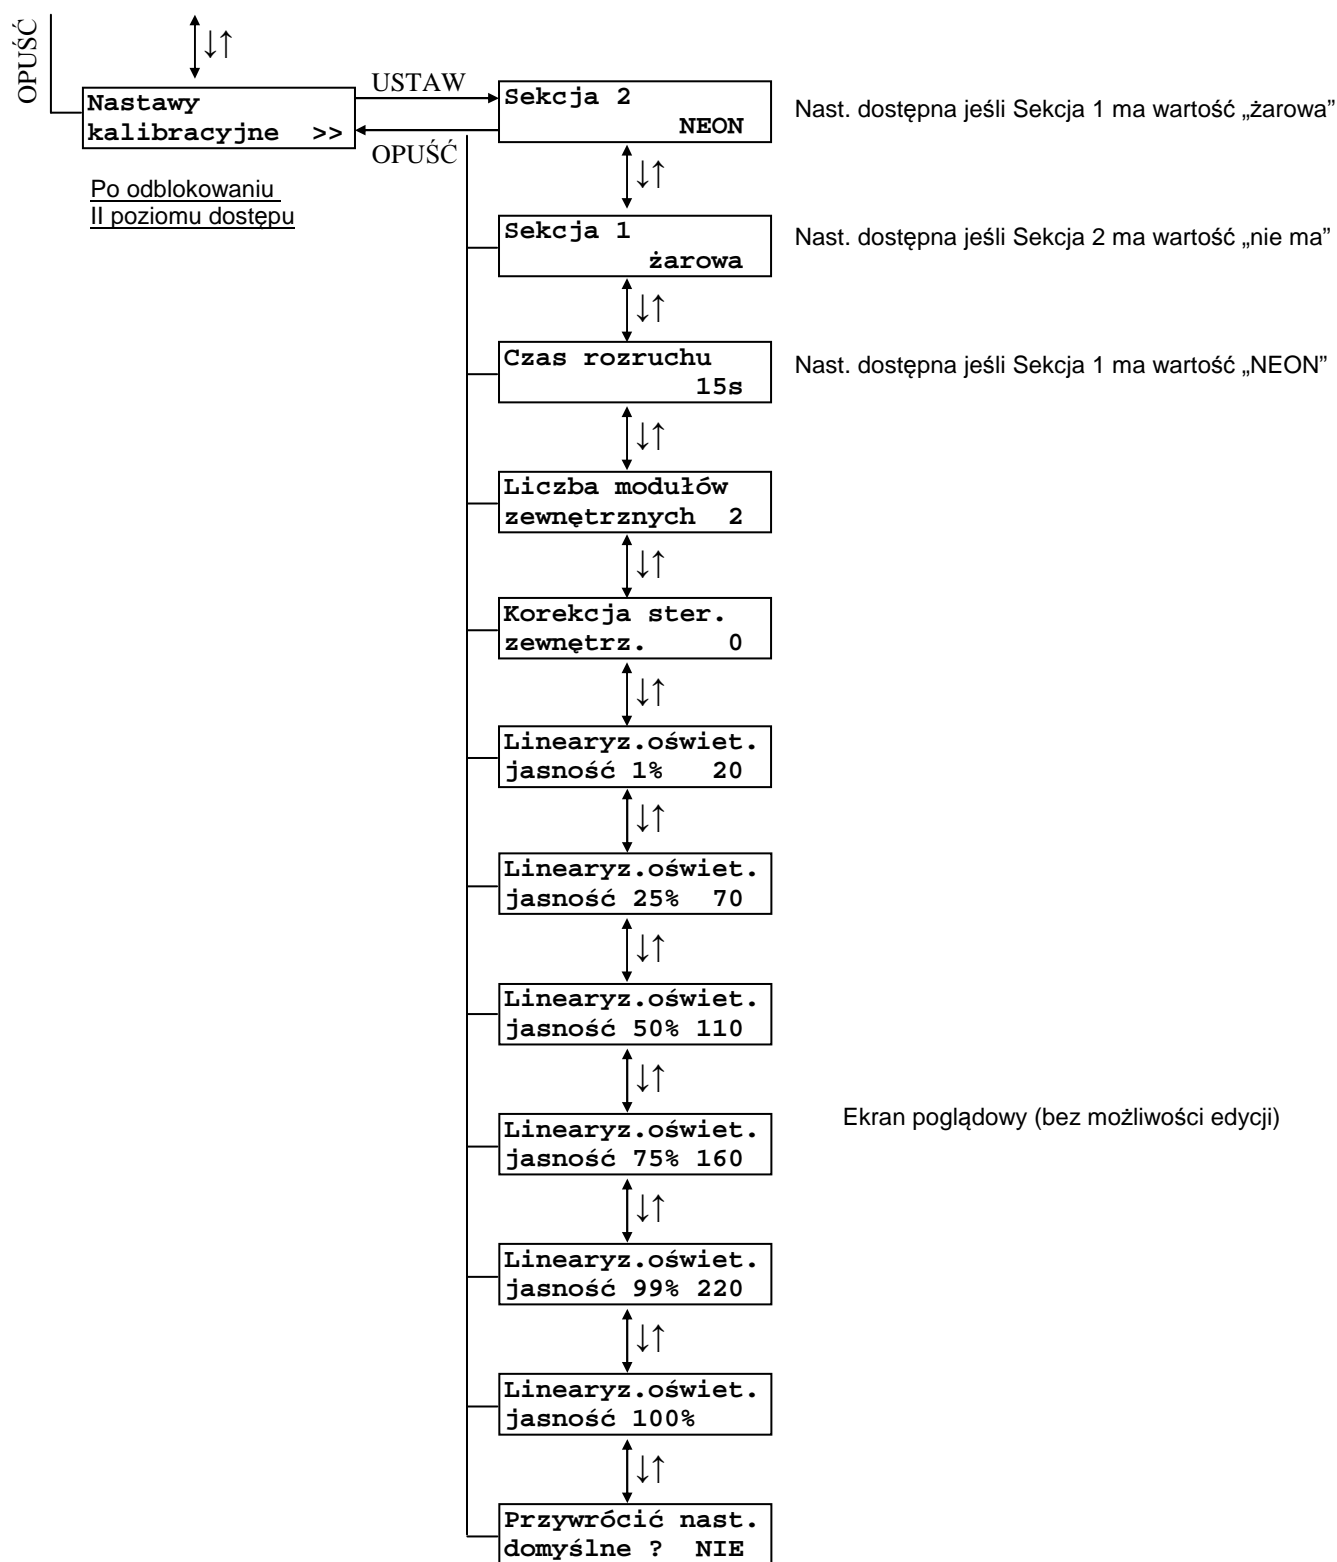 OPUŚĆ
↓↑
Nastawy
kalibracyjne >>
USTAW
OPUŚĆ
Po odblokowaniu
II poziomu dostępu
Sekcja 2
NEON
Nast. dostępna jeśli Sekcja 1 ma wartość „żarowa”
↓↑
Sekcja 1
żarowa
Nast. dostępna jeśli Sekcja 2 ma wartość „nie ma”
↓↑
Czas rozruchu
15s
Nast. dostępna jeśli Sekcja 1 ma wartość „NEON”
↓↑
Liczba modułów
zewnętrznych 2
↓↑
Korekcja ster.
zewnętrz. 0
↓↑
Linearyz.oświet.
jasność 1% 20
↓↑
Linearyz.oświet.
jasność 25% 70
↓↑
Linearyz.oświet.
jasność 50% 110
↓↑
Linearyz.oświet.
jasność 75% 160
Ekran poglądowy (bez możliwości edycji)
↓↑
Linearyz.oświet.
jasność 99% 220
↓↑
Linearyz.oświet.
jasność 100%
↓↑
Przywrócić nast.
domyślne ? NIE